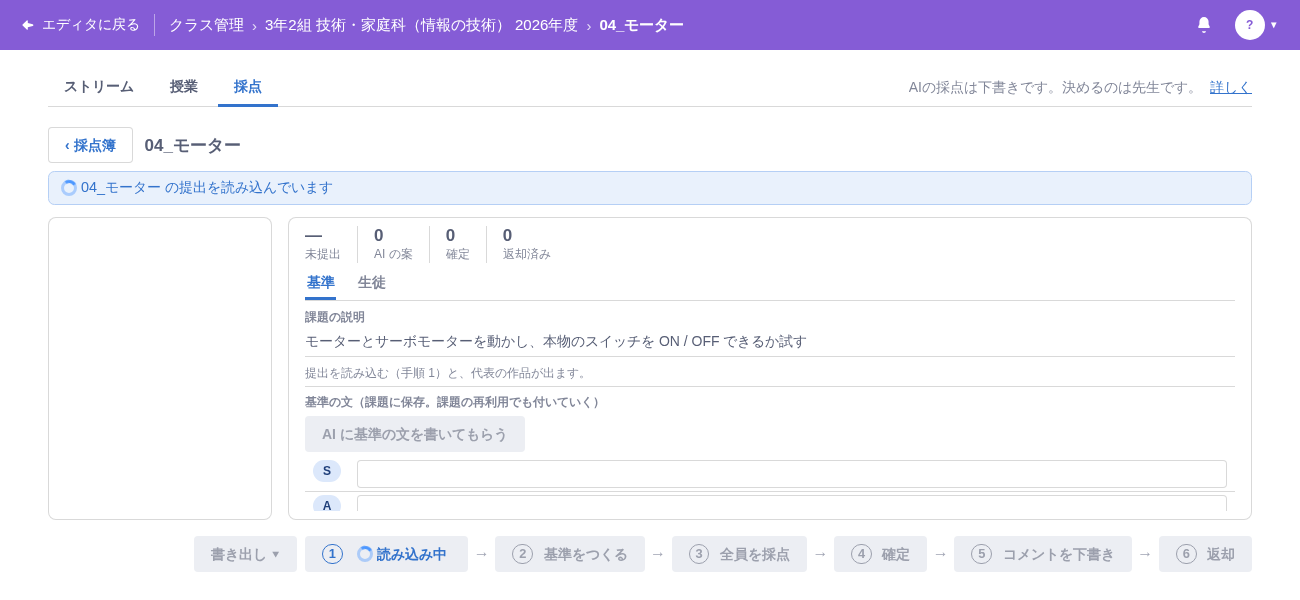 エディタに戻る
クラス管理 › 3年2組 技術・家庭科（情報の技術） 2026年度 › 04_モーター
?
ストリーム 授業 採点
AIの採点は下書きです。決めるのは先生です。 詳しく
‹ 採点簿
04_モーター
04_モーター の提出を読み込んでいます
— 0 0 0
未提出 AI の案 確定 返却済み
基準 生徒
課題の説明
モーターとサーボモーターを動かし、本物のスイッチを ON / OFF できるか試す
提出を読み込む（手順 1）と、代表の作品が出ます。
基準の文（課題に保存。課題の再利用でも付いていく）
AI に基準の文を書いてもらう
S
A
書き出し ▾ 1 読み込み中 → 2 基準をつくる → 3 全員を採点 → 4 確定 → 5 コメントを下書き → 6 返却